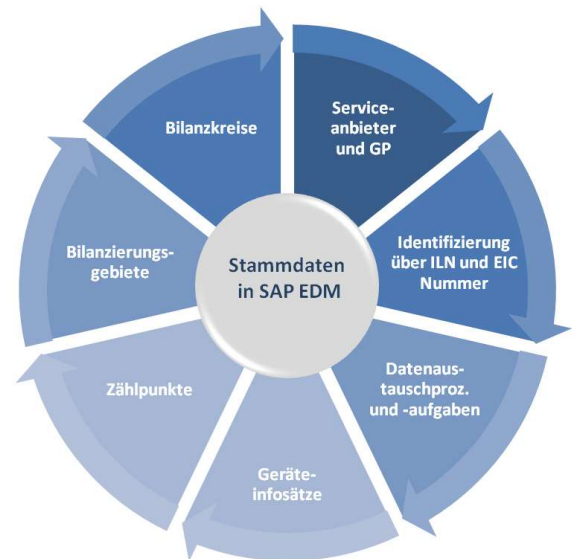 Service-
anbieter
und GP
Identifizierung
über ILN und EIC
Nummer
Datenaus-
tauschproz.
und -aufgaben
Geräte-
infosätze
Zählpunkte
Bilanzierungs-
gebiete
Bilanzkreise
Stammdaten
in SAP EDM